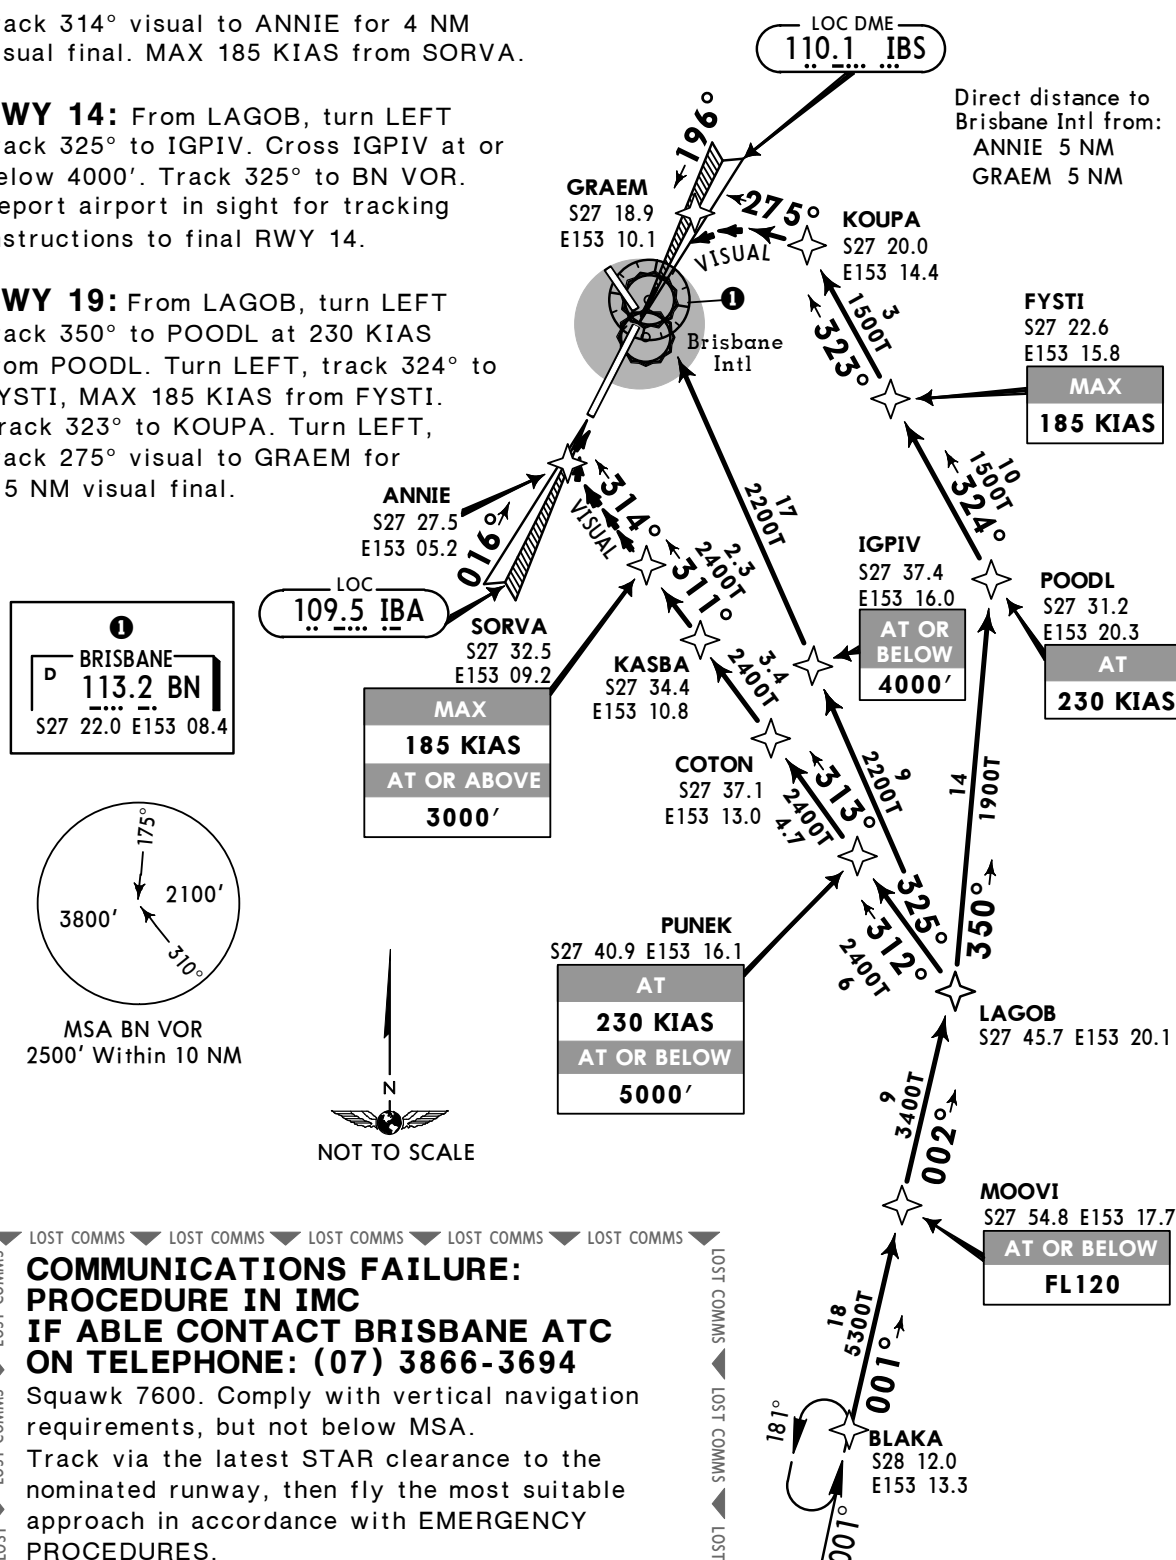 ack 314° visual to ANNIE for 4 NM
sual final. MAX 185 KIAS from SORVA.
WY 14: From LAGOB, turn LEFT
ack 325° to IGPIV. Cross IGPIV at or
elow 4000'. Track 325° to BN VOR.
eport airport in sight for tracking
nstructions to final RWY 14.
WY 19: From LAGOB, turn LEFT
rack 350° to POODL at 230 KIAS
rom POODL. Turn LEFT, track 324° to
YSTI, MAX 185 KIAS from FYSTI.
rack 323° to KOUPA. Turn LEFT,
rack 275° visual to GRAEM for
5 NM visual final.
LOC DME
110.1 IBS
Direct distance to
Brisbane Intl from:
ANNIE 5 NM
GRAEM 5 NM
196°
GRAEM
S27 18.9
E153 10.1
275°
VISUAL
KOUPA
S27 20.0
E153 14.4
3
1500T
323°
1
Brisbane
Intl
FYSTI
S27 22.6
E153 15.8
MAX
185 KIAS
10
1500T
324°
ANNIE
S27 27.5
E153 05.2
016°
314°
VISUAL
17
2200T
LOC
109.5 IBA
2.3
2400T
311°
IGPIV
S27 37.4
E153 16.0
AT OR
BELOW
4000'
POODL
S27 31.2
E153 20.3
AT
230 KIAS
SORVA
S27 32.5
E153 09.2
MAX
185 KIAS
AT OR ABOVE
3000'
KASBA
S27 34.4
E153 10.8
3.4
2400T
1
BRISBANE
D 113.2 BN
S27 22.0 E153 08.4
COTON
S27 37.1
E153 13.0
313°
2400T
4.7
9
2200T
325°
14
1900T
350°
175°
2100'
3800'
310°
MSA BN VOR
2500' Within 10 NM
PUNEK
S27 40.9 E153 16.1
AT
230 KIAS
AT OR BELOW
5000'
312°
2400T
6
LAGOB
S27 45.7 E153 20.1
N
NOT TO SCALE
9
3400T
002°
MOOVI
S27 54.8 E153 17.7
AT OR BELOW
FL120
18
5300T
001°
181°
BLAKA
S28 12.0
E153 13.3
001°
LOST COMMS LOST COMMS LOST COMMS LOST COMMS LOST COMMS
COMMUNICATIONS FAILURE:
PROCEDURE IN IMC
IF ABLE CONTACT BRISBANE ATC
ON TELEPHONE: (07) 3866-3694
Squawk 7600. Comply with vertical navigation
requirements, but not below MSA.
Track via the latest STAR clearance to the
nominated runway, then fly the most suitable
approach in accordance with EMERGENCY
PROCEDURES.
LOST COMMS LOST COMMS LOST
LOST COMMS LOST COMMS LOST